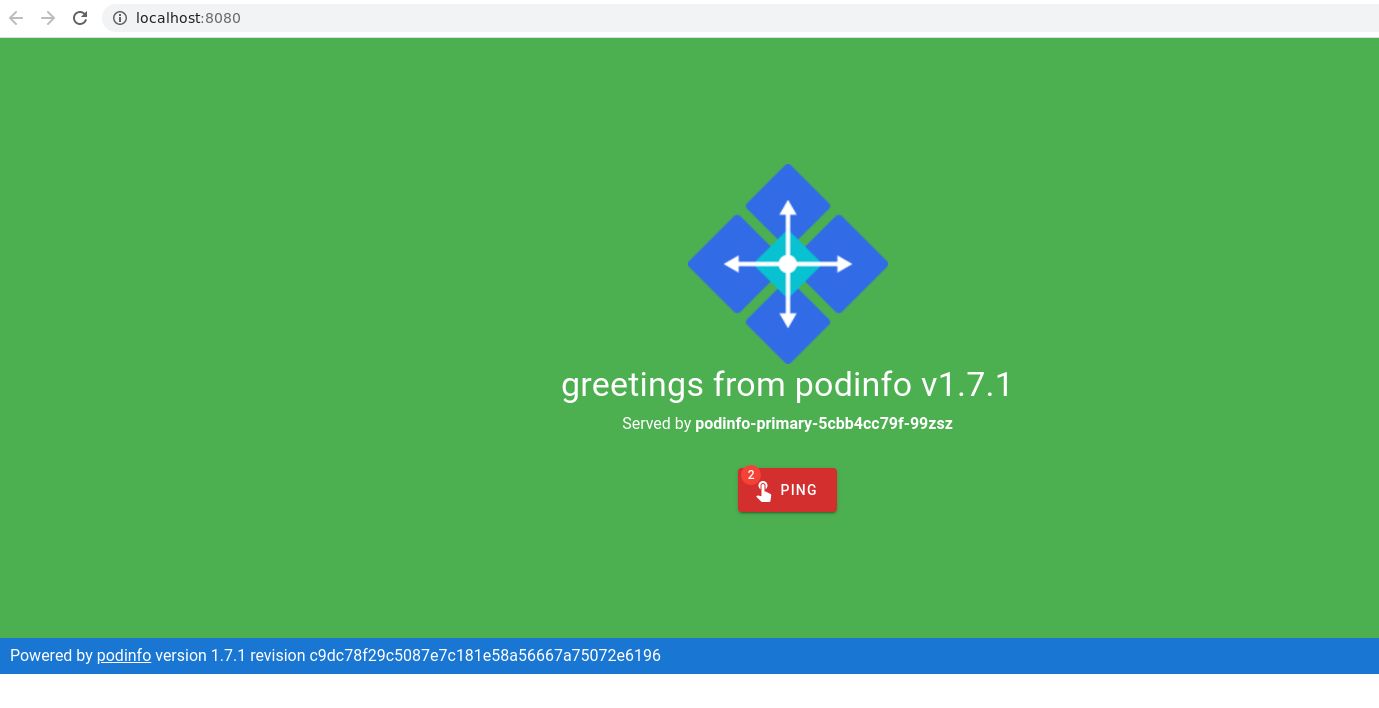 localhost:8080
greetings from podinfo v1.7.1
Served by podinfo-primary-5cbb4cc79f-99zsz
2
PING
Powered by podinfo version 1.7.1 revision c9dc78f29c5087e7c181e58a56667a75072e6196